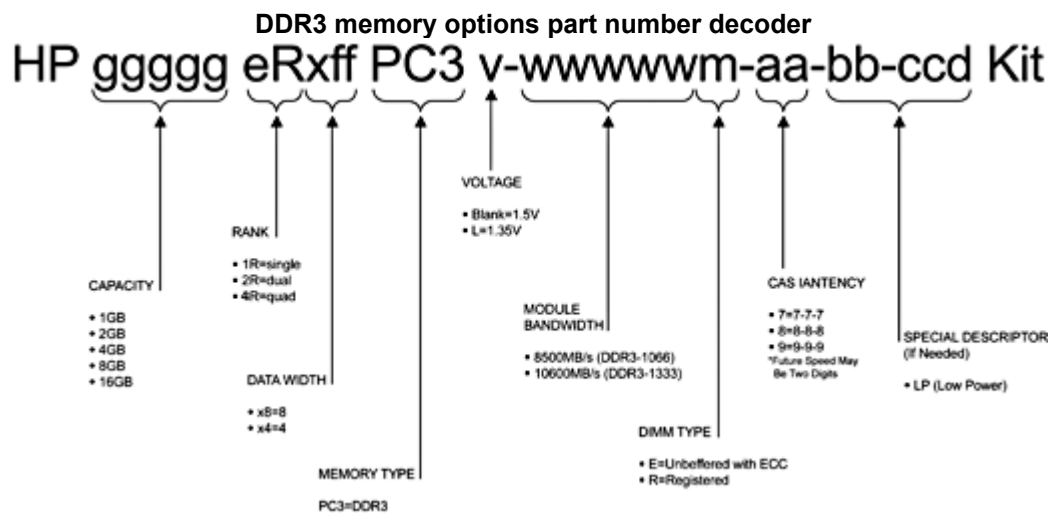 DDR3 memory options part number decoder
HP ggggg eRxff PC3 v-wwwwwm-aa-bb-ccd Kit
VOLTAGE
▪ Blank=1.5V
▪ L=1.35V
RANK
▪ 1R=single
▪ 2R=dual
▪ 4R=quad
CAPACITY
▪ 1GB
▪ 2GB
▪ 4GB
▪ 8GB
▪ 16GB
DATA WIDTH
▪ x8=8
▪ x4=4
MEMORY TYPE
PC3=DDR3
MODULE
BANDWIDTH
▪ 8500MB/s (DDR3-1066)
▪ 10600MB/s (DDR3-1333)
DIMM TYPE
▪ E=Unbeffered with ECC
▪ R=Registered
CAS IANTENCY
▪ 7=7-7-7
▪ 8=8-8-8
▪ 9=9-9-9
*Future Speed May
Be Two Digits
SPECIAL DESCRIPTOR
(If Needed)
▪ LP (Low Power)